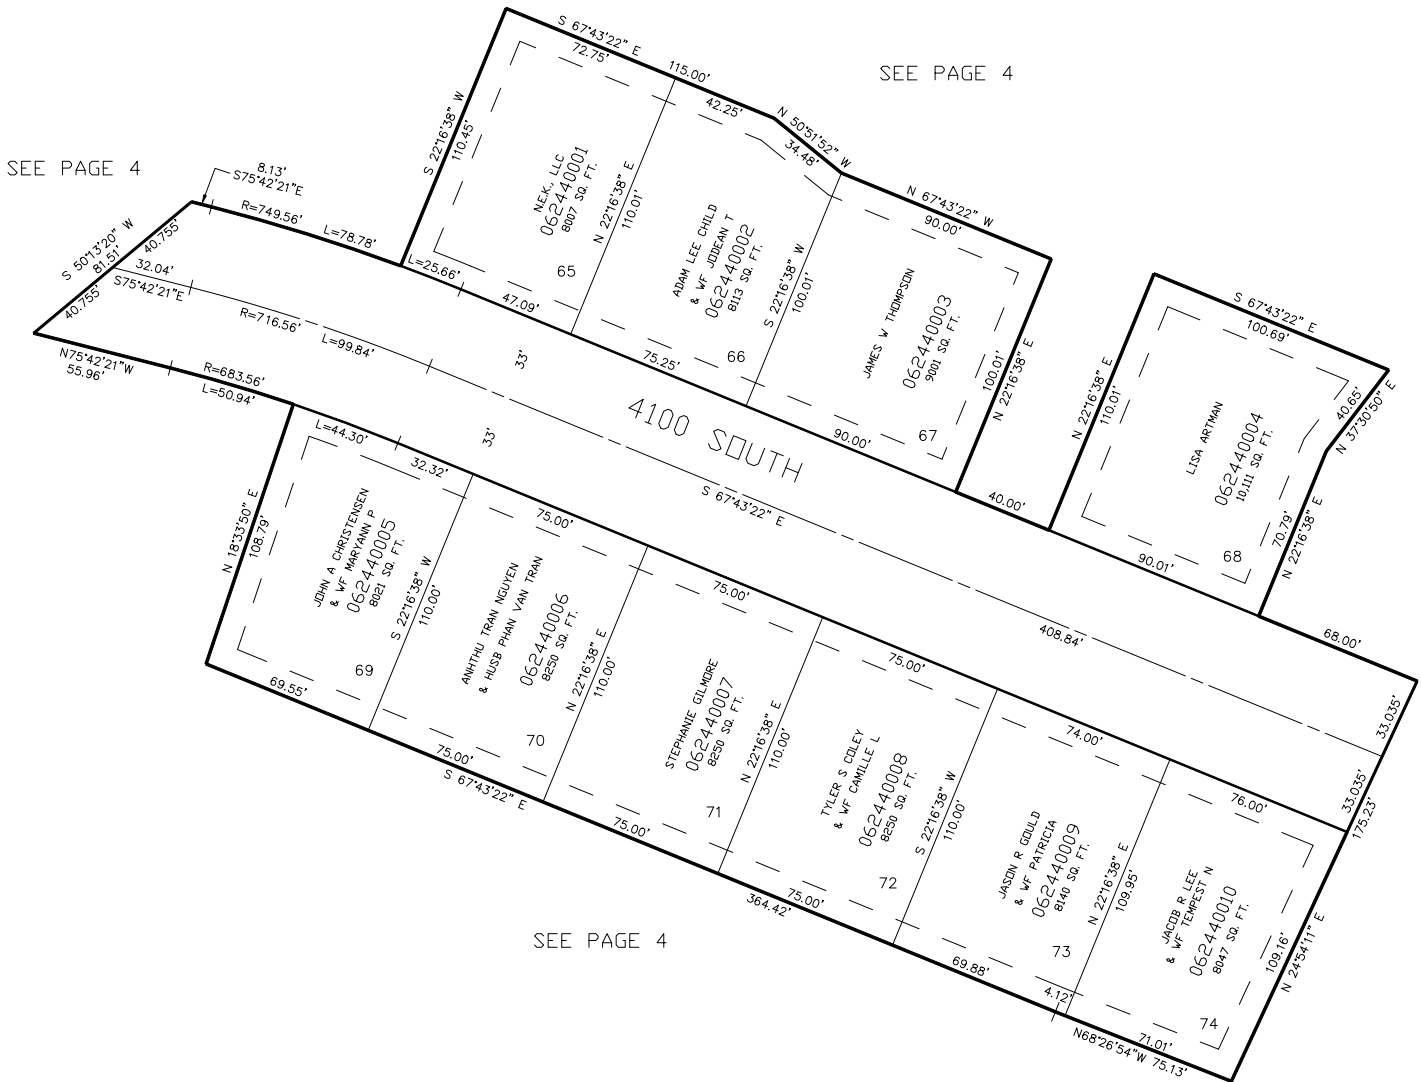 SEE PAGE 4
SEE PAGE 4
S 67°43'22" E
72.75'
115.00'
42.25'
N 50°51'52" W
34.48'
S 22°16'38" W
110.45'
N.E.K., LLC
062440001
8007 SQ. FT.
65
N 22°16'38" E
110.01'
ADAM LEE CHILD
& WF JODEAN T
062440002
8113 SQ. FT.
66
S 22°16'38" W
100.01'
N 67°43'22" W
90.00'
JAMES W THOMPSON
062440003
9001 SQ. FT.
67
100.01'
N 22°16'38" E
S 67°43'22" E
100.69'
N 22°16'38" E
110.01'
LISA ARTMAN
062440004
10,111 SQ. FT.
68
40.65'
N 37°30'50" E
70.79'
N 22°16'38" E
8.13'
S75°42'21"E
R=749.56'
L=78.78'
L=25.66'
47.09'
75.25'
90.00'
40.00'
90.01'
68.00'
S 50°13'20" W
81.51'
40.755'
40.755'
32.04'
S75°42'21"E
R=716.56'
L=99.84'
33'
33'
4100 SOUTH
S 67°43'22" E
408.84'
N75°42'21"W
55.96'
R=683.56'
L=50.94'
L=44.30'
32.32'
75.00'
75.00'
75.00'
74.00'
76.00'
33.035'
33.035'
175.23'
N 18°33'50" E
108.79'
JOHN A CHRISTENSEN
& WF MARYANN P
062440005
8021 SQ. FT.
69
S 22°16'38" W
110.00'
ANHTHU TRAN NGUYEN
& HUSB PHAN VAN TRAN
062440006
8250 SQ. FT.
70
N 22°16'38" E
110.00'
STEPHANIE GILMORE
062440007
8250 SQ. FT.
71
N 22°16'38" E
110.00'
TYLER S COLEY
& WF CAMILLE L
062440008
8250 SQ. FT.
72
S 22°16'38" W
110.00'
JASON R GOULD
& WF PATRICIA
062440009
8140 SQ. FT.
73
N 22°16'38" E
109.95'
JACOB R LEE
& WF TEMPEST N
062440010
8047 SQ. FT.
74
109.16'
N 24°54'11" E
69.55'
75.00'
S 67°43'22" E
75.00'
75.00'
364.42'
69.88'
4.12'
71.01'
N68°26'54"W 75.13'
SEE PAGE 4